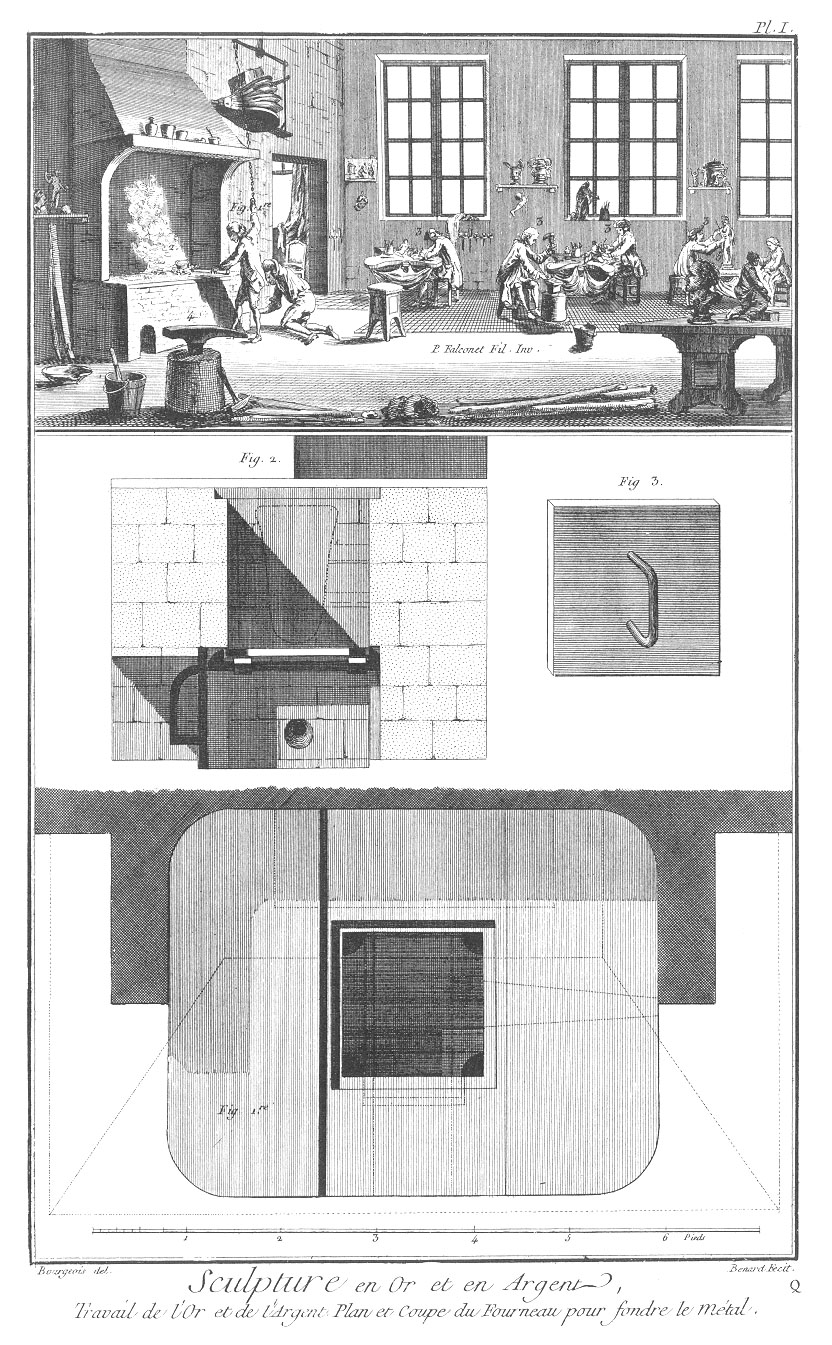 Pl. I.
Fig. 1.re
3
3
3
2
4
P. Falconet Fil. Inv.
Fig. 2.
Fig 3.
Fig. 1.re
1 2 3 4 5 6 Pieds
Bourgeois del.
Benard Fecit.
Sculpture en Or et en Argent,
Q
Travail de l'Or et de l'Argent. Plan et Coupe du Fourneau pour fondre le métal.